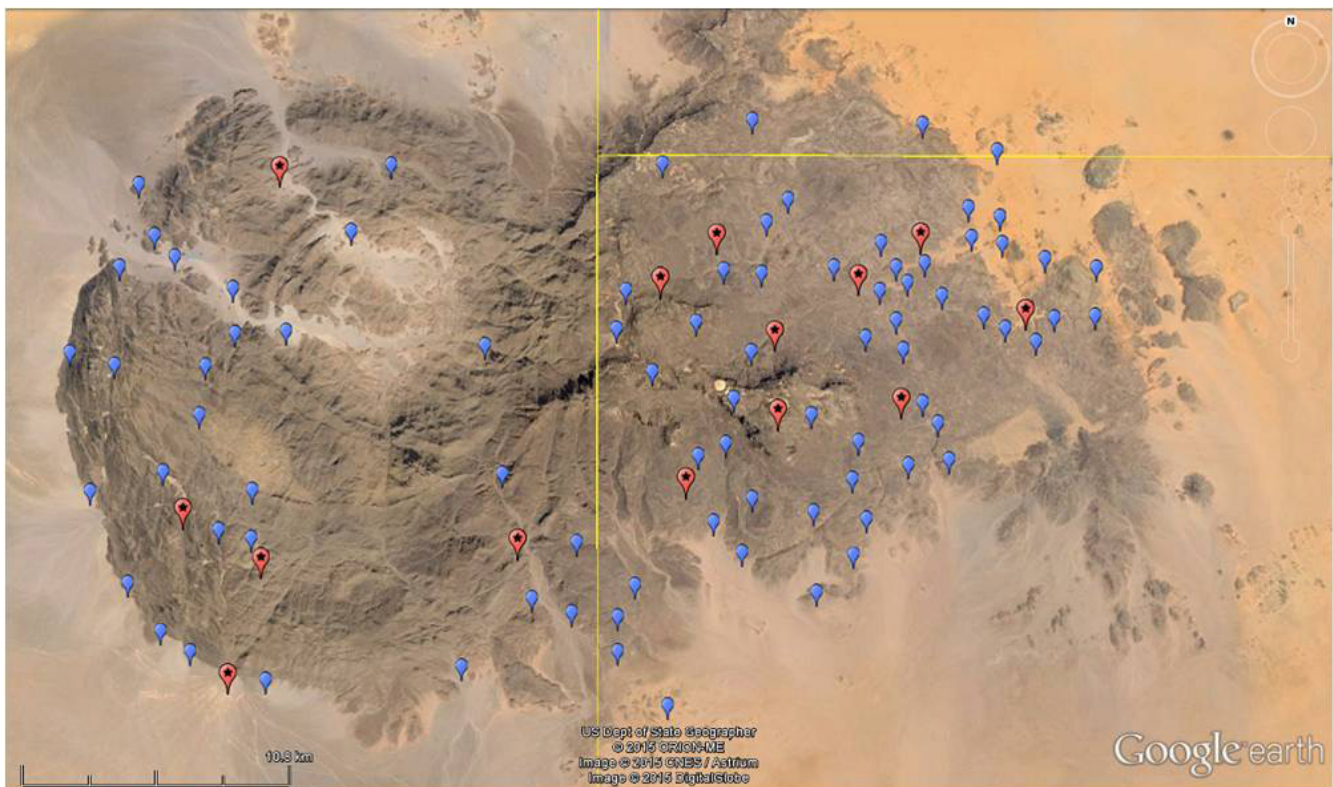 N
10.8 km
US Dept of State Geographer
© 2015 ORION-ME
Image © 2015 CNES / Astrium
Image © 2015 DigitalGlobe
Google earth